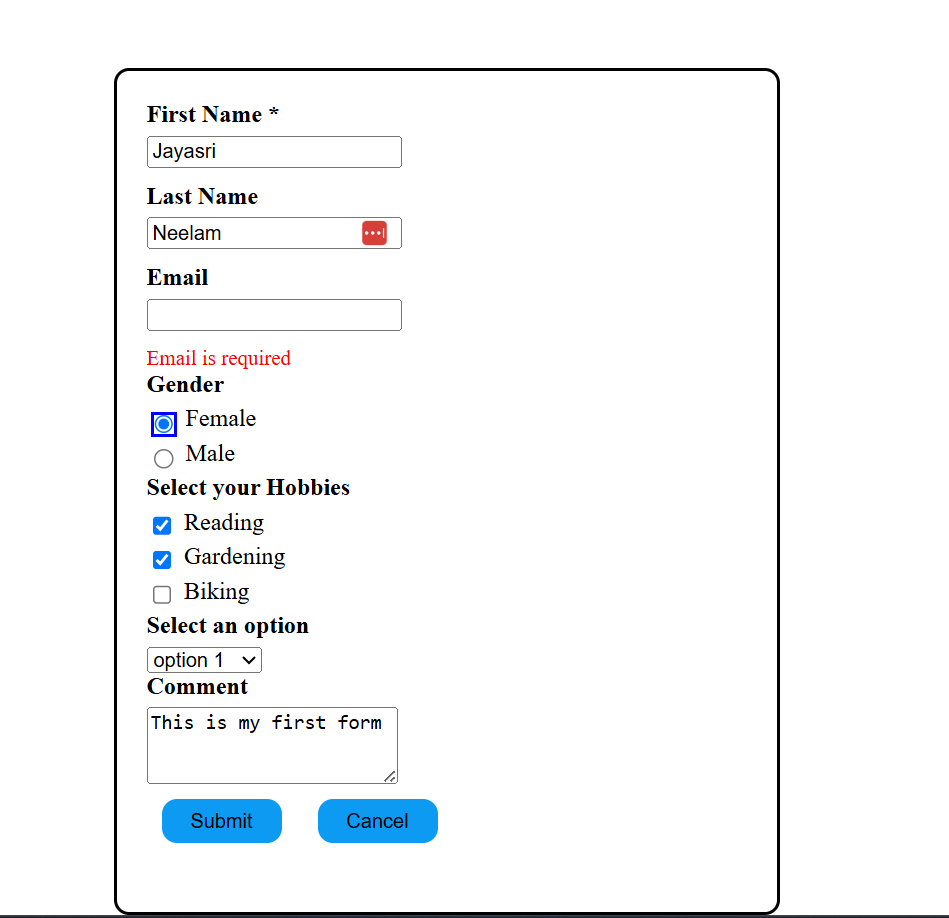 First Name *
Jayasri
Last Name
Neelam
Email
Email is required
Gender
Female
Male
Select your Hobbies
Reading
Gardening
Biking
Select an option
option 1
Comment
This is my first form
Submit Cancel